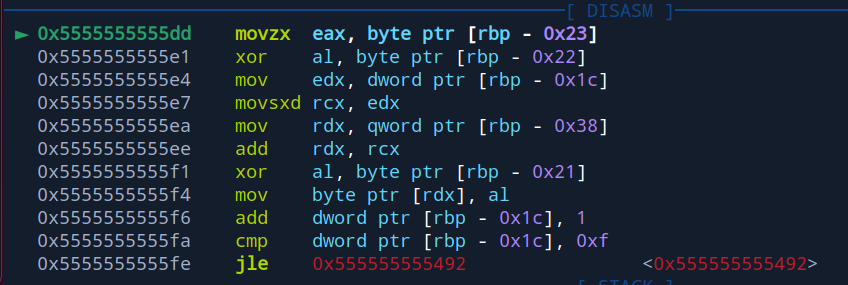 [ DISASM ]
► 0x5555555555dd movzx eax, byte ptr [rbp - 0x23]
0x5555555555e1 xor al, byte ptr [rbp - 0x22]
0x5555555555e4 mov edx, dword ptr [rbp - 0x1c]
0x5555555555e7 movsxd rcx, edx
0x5555555555ea mov rdx, qword ptr [rbp - 0x38]
0x5555555555ee add rdx, rcx
0x5555555555f1 xor al, byte ptr [rbp - 0x21]
0x5555555555f4 mov byte ptr [rdx], al
0x5555555555f6 add dword ptr [rbp - 0x1c], 1
0x5555555555fa cmp dword ptr [rbp - 0x1c], 0xf
0x5555555555fe jle 0x555555555492 <0x555555555492>
[ STACK ]